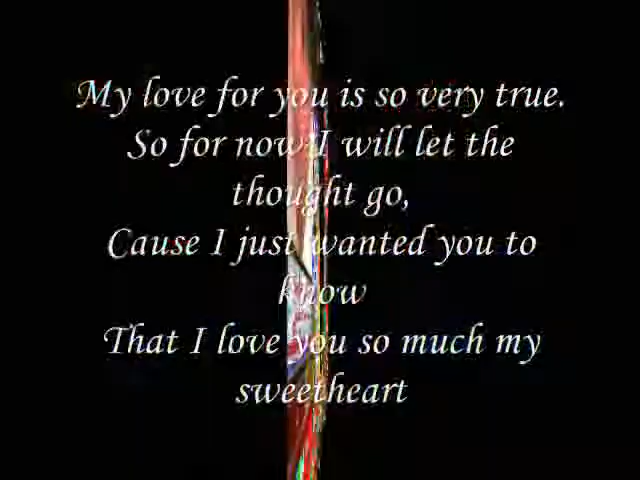 My love for you is so very true.
So for now I will let the
thought go,
Cause I just wanted you to
know
That I love you so much my
sweetheart